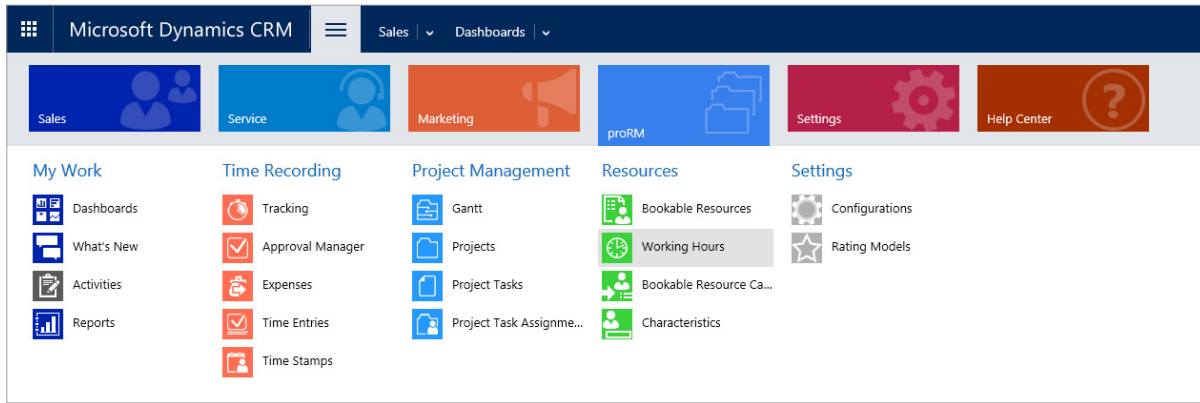 Microsoft Dynamics CRM
Sales
Dashboards
Sales
Service
Marketing
proRM
Settings
Help Center
My Work
Dashboards
What's New
Activities
Reports
Time Recording
Tracking
Approval Manager
Expenses
Time Entries
Time Stamps
Project Management
Gantt
Projects
Project Tasks
Project Task Assignme...
Resources
Bookable Resources
Working Hours
Bookable Resource Ca...
Characteristics
Settings
Configurations
Rating Models